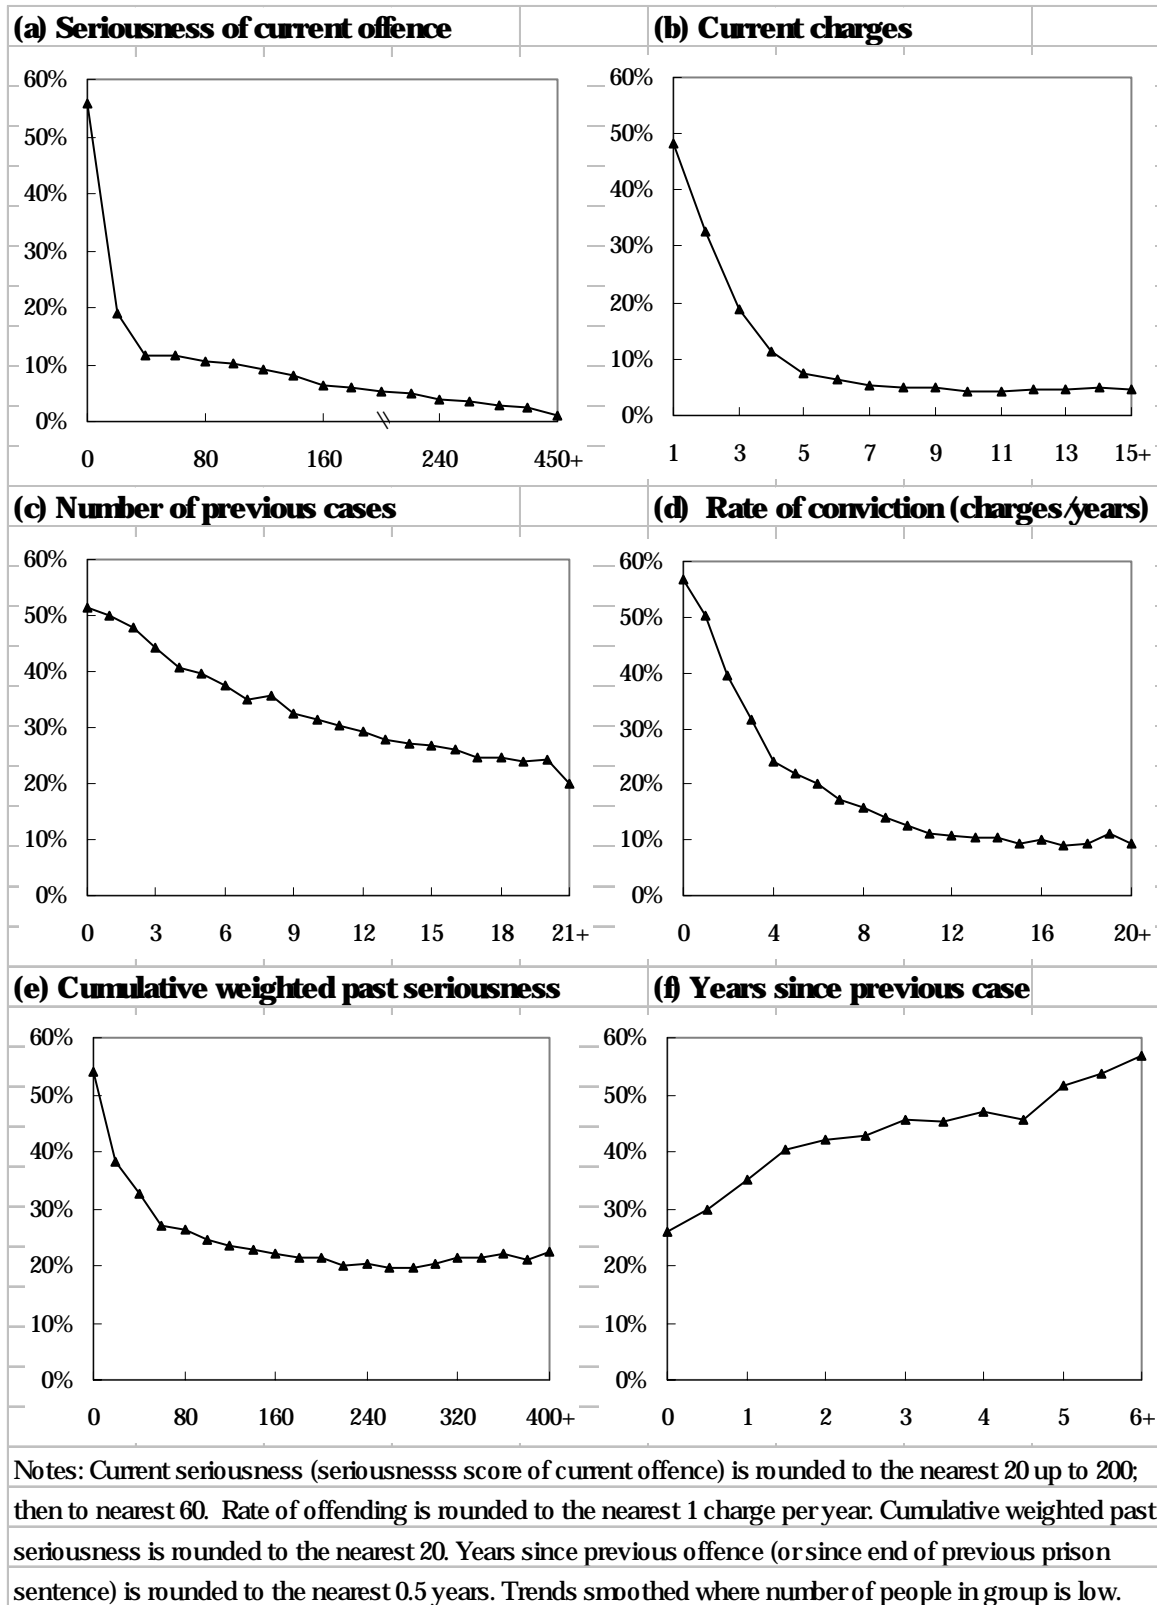 (a) Seriousness of current offence
(b) Current charges
60%
50%
40%
30%
20%
10%
0%
0 80 160 240 450+
60%
50%
40%
30%
20%
10%
0%
1 3 5 7 9 11 13 15+
(c) Number of previous cases
(d) Rate of conviction (charges/years)
60%
50%
40%
30%
20%
10%
0%
0 3 6 9 12 15 18 21+
60%
50%
40%
30%
20%
10%
0%
0 4 8 12 16 20+
(e) Cumulative weighted past seriousness
(f) Years since previous case
60%
50%
40%
30%
20%
10%
0%
0 80 160 240 320 400+
60%
50%
40%
30%
20%
10%
0%
0 1 2 3 4 5 6+
Notes: Current seriousness (seriousnesss score of current offence) is rounded to the nearest 20 up to 200;
then to nearest 60. Rate of offending is rounded to the nearest 1 charge per year. Cumulative weighted past
seriousness is rounded to the nearest 20. Years since previous offence (or since end of previous prison
sentence) is rounded to the nearest 0.5 years. Trends smoothed where number of people in group is low.